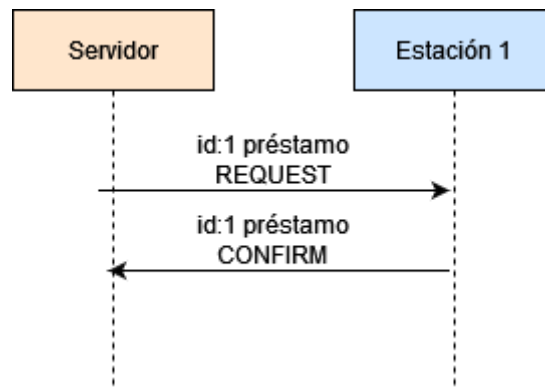 Servidor
Estación 1
id:1 préstamo
REQUEST
id:1 préstamo
CONFIRM